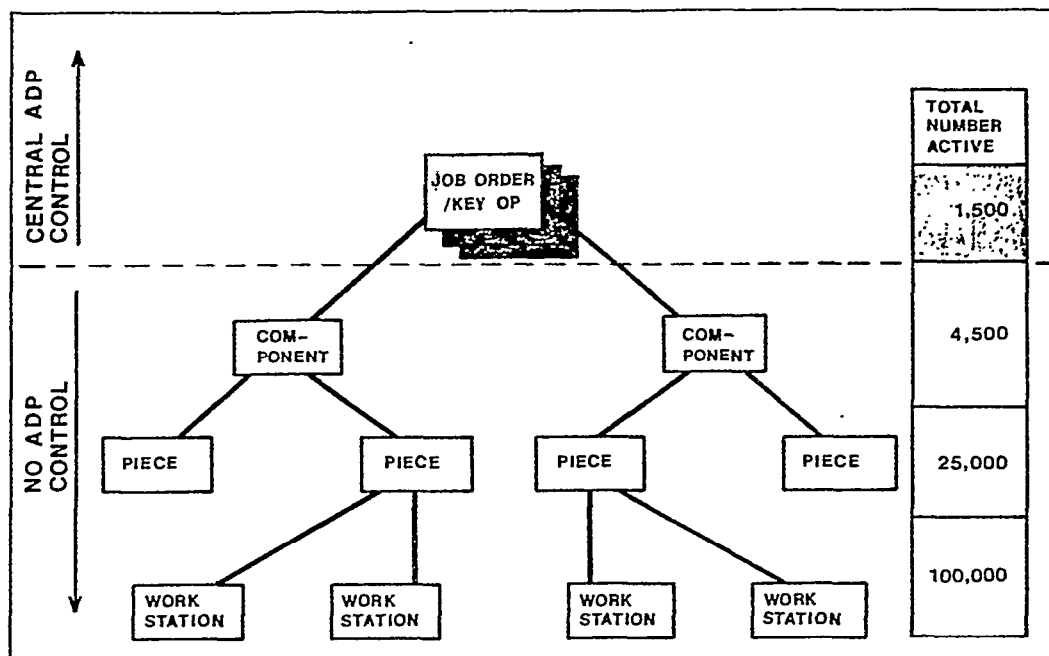 CENTRAL ADP
CONTROL
NO ADP
CONTROL
JOB ORDER
/KEY OP
COM-
PONENT
COM-
PONENT
PIECE
PIECE
PIECE
PIECE
WORK
STATION
WORK
STATION
WORK
STATION
WORK
STATION
TOTAL
NUMBER
ACTIVE
1,500
4,500
25,000
100,000